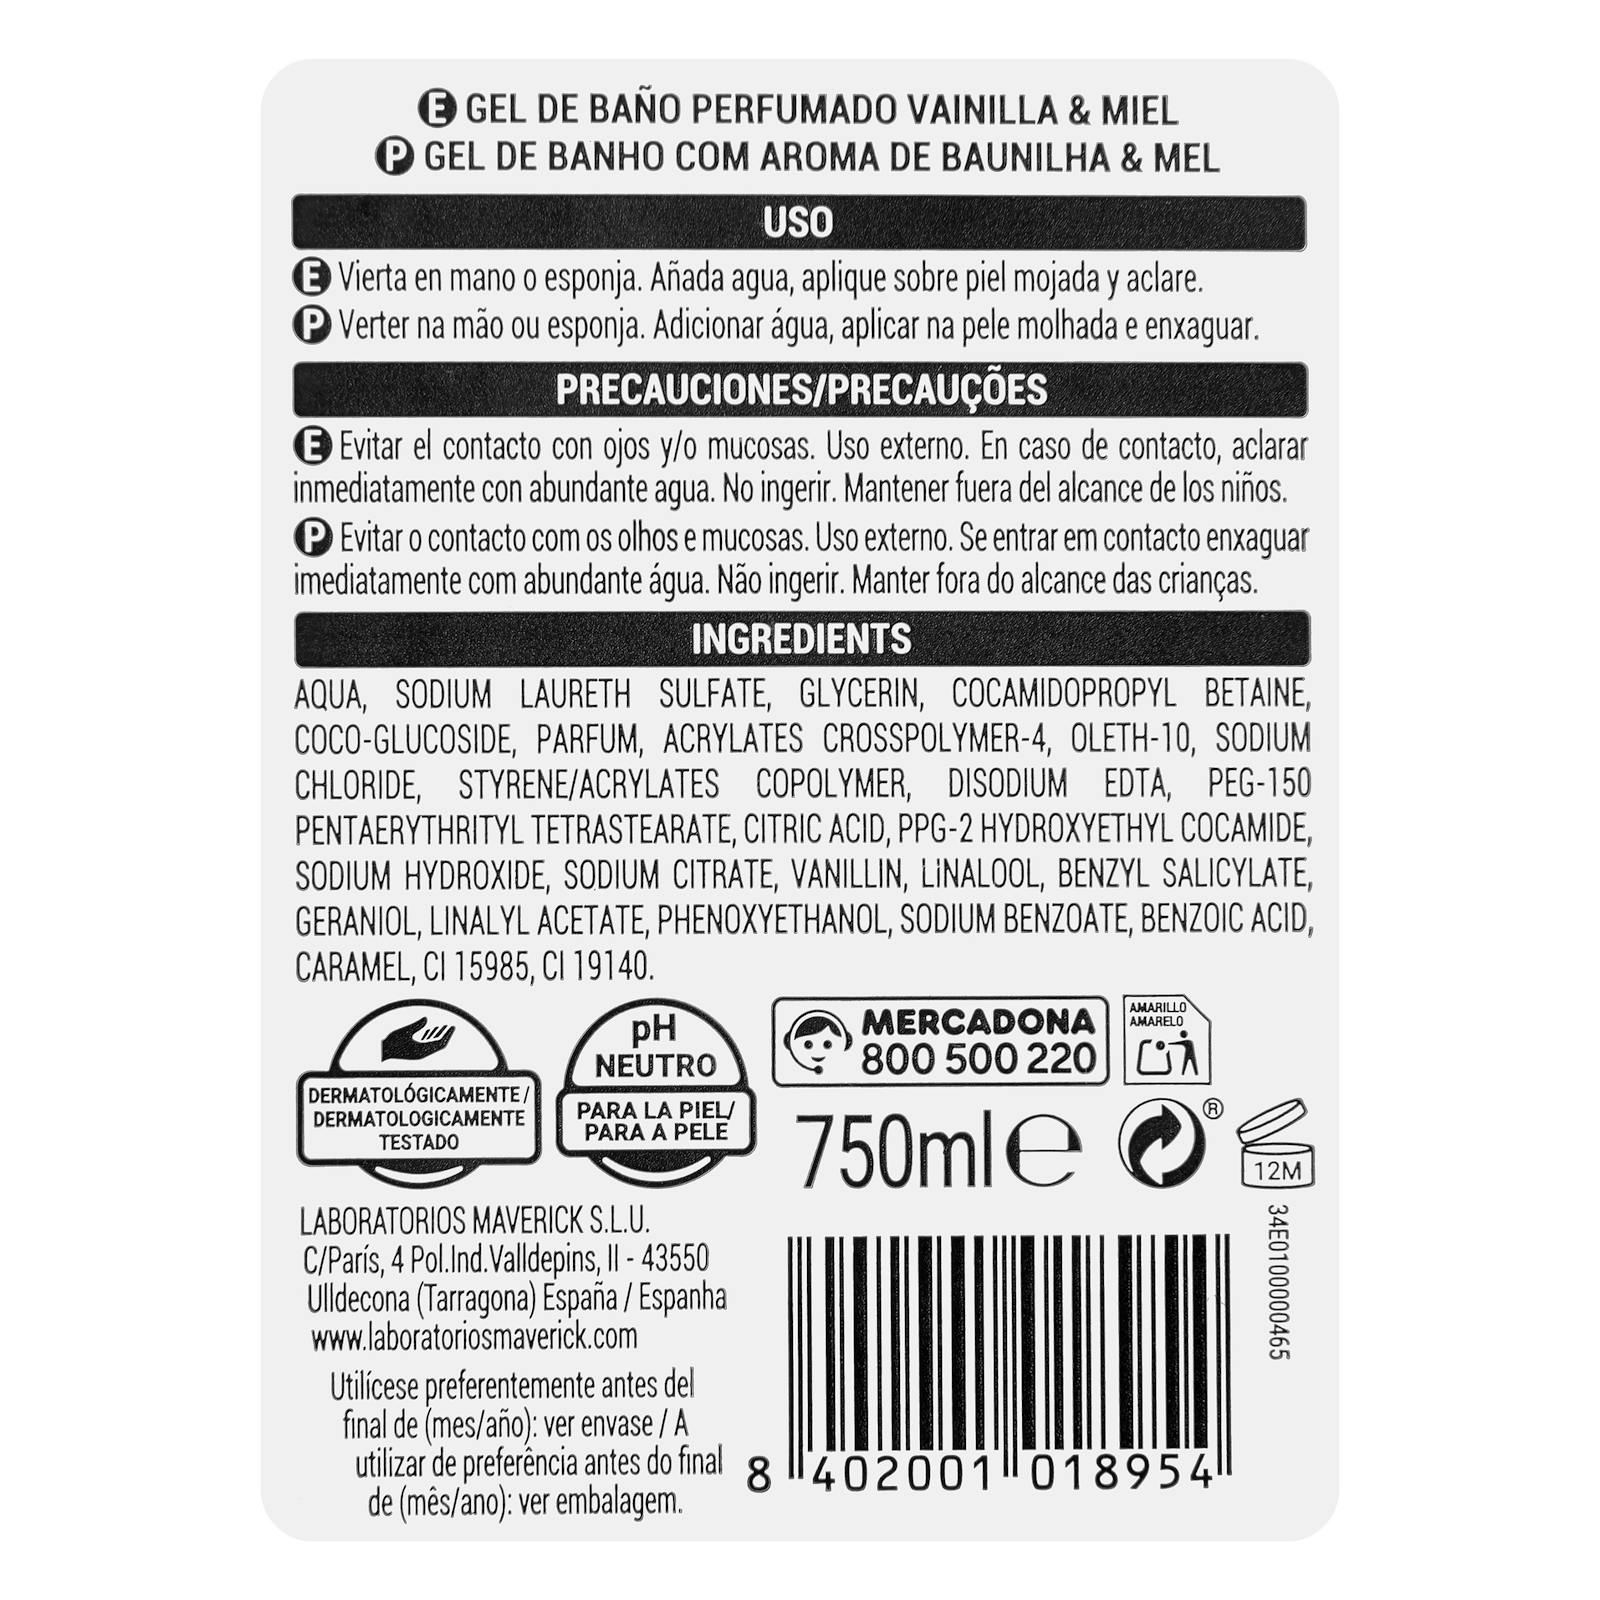 E GEL DE BAÑO PERFUMADO VAINILLA & MIEL
P GEL DE BANHO COM AROMA DE BAUNILHA & MEL
USO
E Vierta en mano o esponja. Añada agua, aplique sobre piel mojada y aclare.
P Verter na mão ou esponja. Adicionar água, aplicar na pele molhada e enxaguar.
PRECAUCIONES/PRECAUÇÕES
E Evitar el contacto con ojos y/o mucosas. Uso externo. En caso de contacto, aclarar
inmediatamente con abundante agua. No ingerir. Mantener fuera del alcance de los niños.
P Evitar o contacto com os olhos e mucosas. Uso externo. Se entrar em contacto enxaguar
imediatamente com abundante água. Não ingerir. Manter fora do alcance das crianças.
INGREDIENTS
AQUA, SODIUM LAURETH SULFATE, GLYCERIN, COCAMIDOPROPYL BETAINE,
COCO-GLUCOSIDE, PARFUM, ACRYLATES CROSSPOLYMER-4, OLETH-10, SODIUM
CHLORIDE, STYRENE/ACRYLATES COPOLYMER, DISODIUM EDTA, PEG-150
PENTAERYTHRITYL TETRASTEARATE, CITRIC ACID, PPG-2 HYDROXYETHYL COCAMIDE,
SODIUM HYDROXIDE, SODIUM CITRATE, VANILLIN, LiNALOOL, BENZYL SALICYLATE,
GERANIOL, LINALYL ACETATE, PHENOXYETHANOL, SODIUM BENZOATE, BENZOIC ACID,
CARAMEL, CI 15985, CI 19140.
DERMATOLÓGICAMENTE/
DERMATOLOGICAMENTE
TESTADO
pH
NEUTRO
PARA LA PIEL/
PARA A PELE
MERCADONA
800 500 220
AMARILLO
AMARELO
750ml e
®
12M
34E0100000465
LABORATORIOS MAVERICK S.L.U.
C/París, 4 Pol.Ind.Valldepins, II - 43550
Ulldecona (Tarragona) España / Espanha
www.laboratoriosmaverick.com
Utilícese preferentemente antes del
final de (mes/año): ver envase / A
utilizar de preferência antes do final
de (mês/ano): ver embalagem.
8 402001 018954